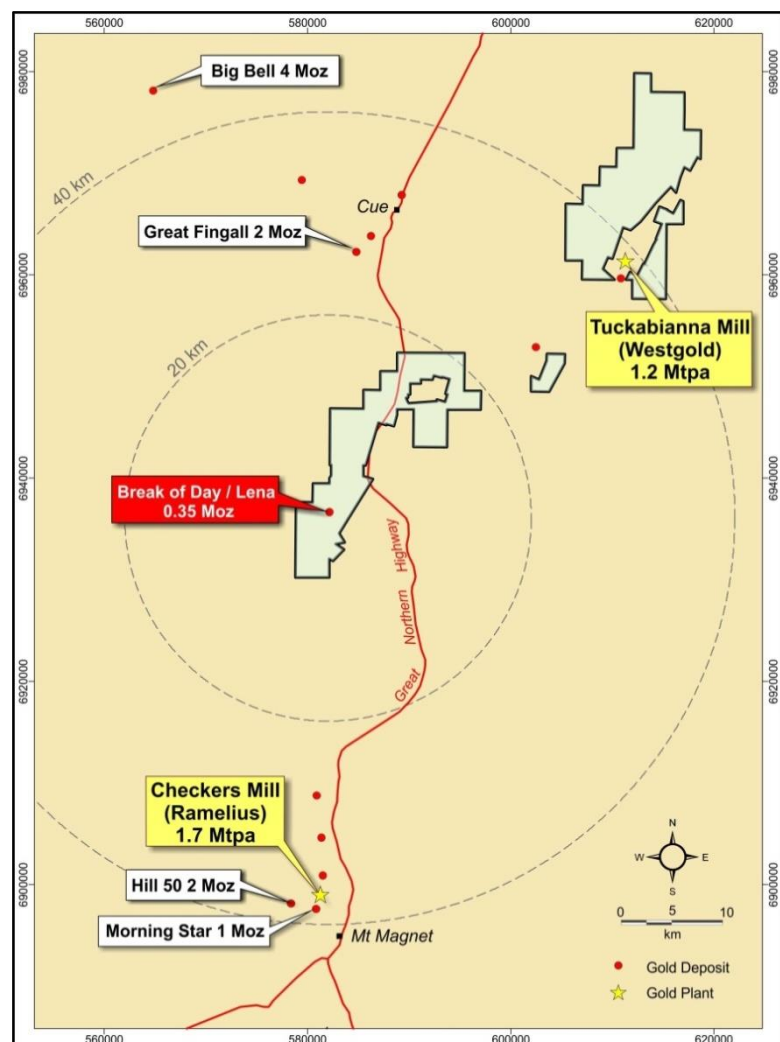 560000
580000
600000
620000
6980000
6980000
Big Bell 4 Moz
40 km
Cue
Great Fingall 2 Moz
6960000
6960000
Tuckabianna Mill
(Westgold)
1.2 Mtpa
20 km
6940000
6940000
Break of Day / Lena
0.35 Moz
Great Northern Highway
6920000
6920000
Checkers Mill
(Ramelius)
1.7 Mtpa
N
W
E
S
6900000
6900000
Hill 50 2 Moz
Morning Star 1 Moz
Mt Magnet
0
5
10
km
Gold Deposit
Gold Plant
560000
580000
600000
620000